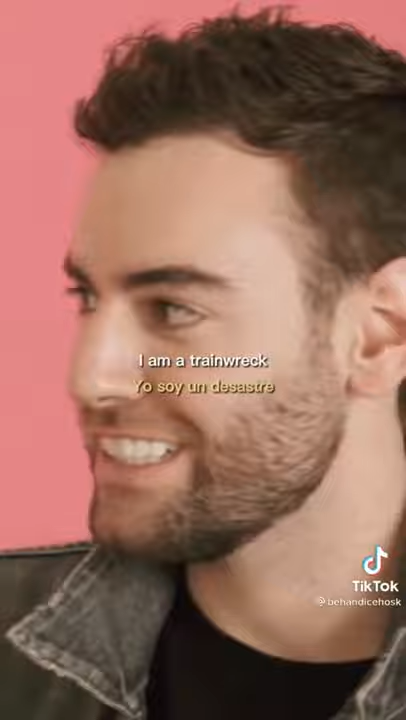 I am a trainwreck
Yo soy un desastre
TikTok
@behandicehosk